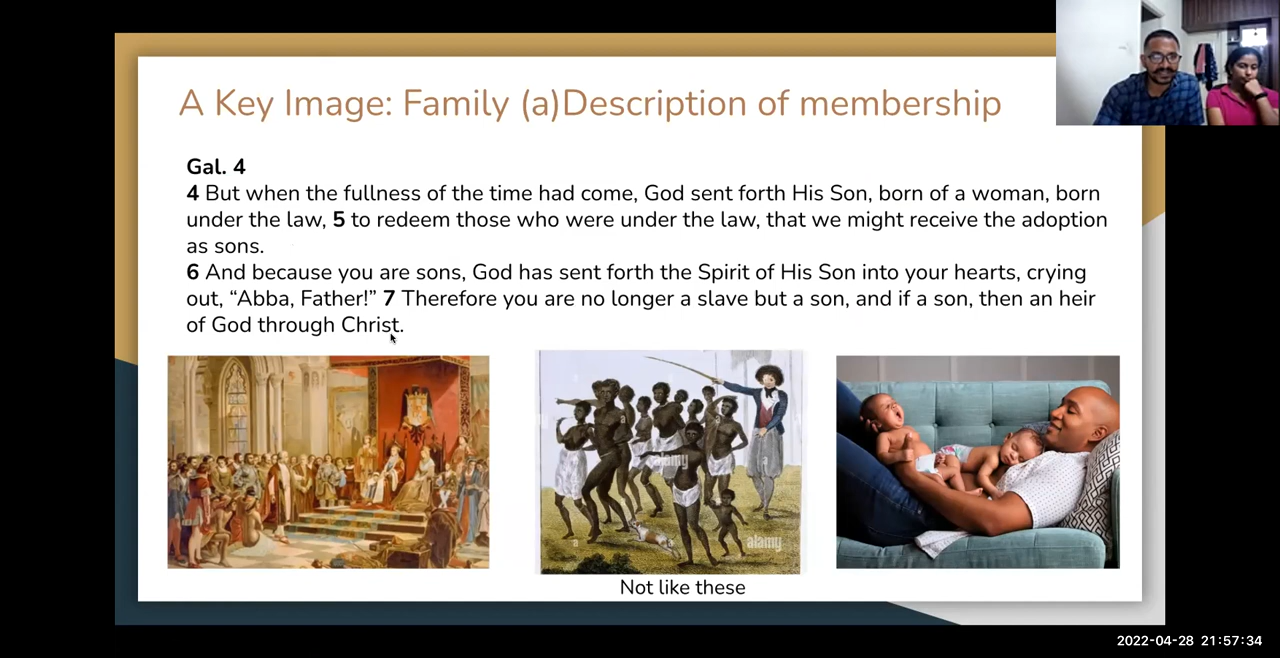 A Key Image: Family (a)Description of membership
Gal. 4
4 But when the fullness of the time had come, God sent forth His Son, born of a woman, born
under the law, 5 to redeem those who were under the law, that we might receive the adoption
as sons.
6 And because you are sons, God has sent forth the Spirit of His Son into your hearts, crying
out, “Abba, Father!” 7 Therefore you are no longer a slave but a son, and if a son, then an heir
of God through Christ.
alamy
a
a
alamy
Not like these
2022-04-28 21:57:34